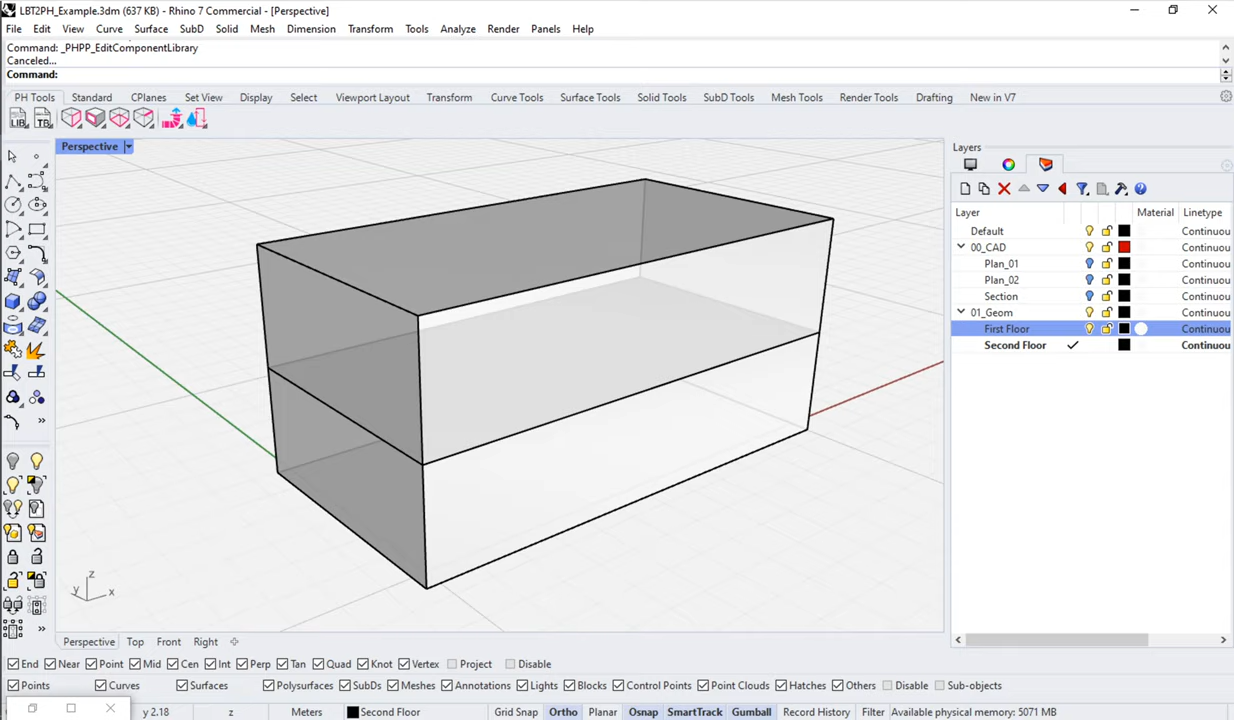 LBT2PH_Example.3dm (637 KB) - Rhino 7 Commercial - [Perspective]
File Edit View Curve Surface SubD Solid Mesh Dimension Transform Tools Analyze Render Panels Help
Command: _PHPP_EditComponentLibrary
Canceled...
Command:
PH Tools Standard CPlanes Set View Display Select Viewport Layout Transform Curve Tools Surface Tools Solid Tools SubD Tools Mesh Tools Render Tools Drafting New in V7
LIB TB
Perspective
Layers
Layer Material Linetype
Default Continuou
00_CAD Continuou
Plan_01 Continuou
Plan_02 Continuou
Section Continuou
01_Geom Continuou
First Floor Continuou
Second Floor Continuou
z
y x
Perspective Top Front Right
End Near Point Mid Cen Int Perp Tan Quad Knot Vertex Project Disable
Points Curves Surfaces Polysurfaces SubDs Meshes Annotations Lights Blocks Control Points Point Clouds Hatches Others Disable Sub-objects
y 2.18 z Meters Second Floor Grid Snap Ortho Planar Osnap SmartTrack Gumball Record History Filter Available physical memory: 5071 MB